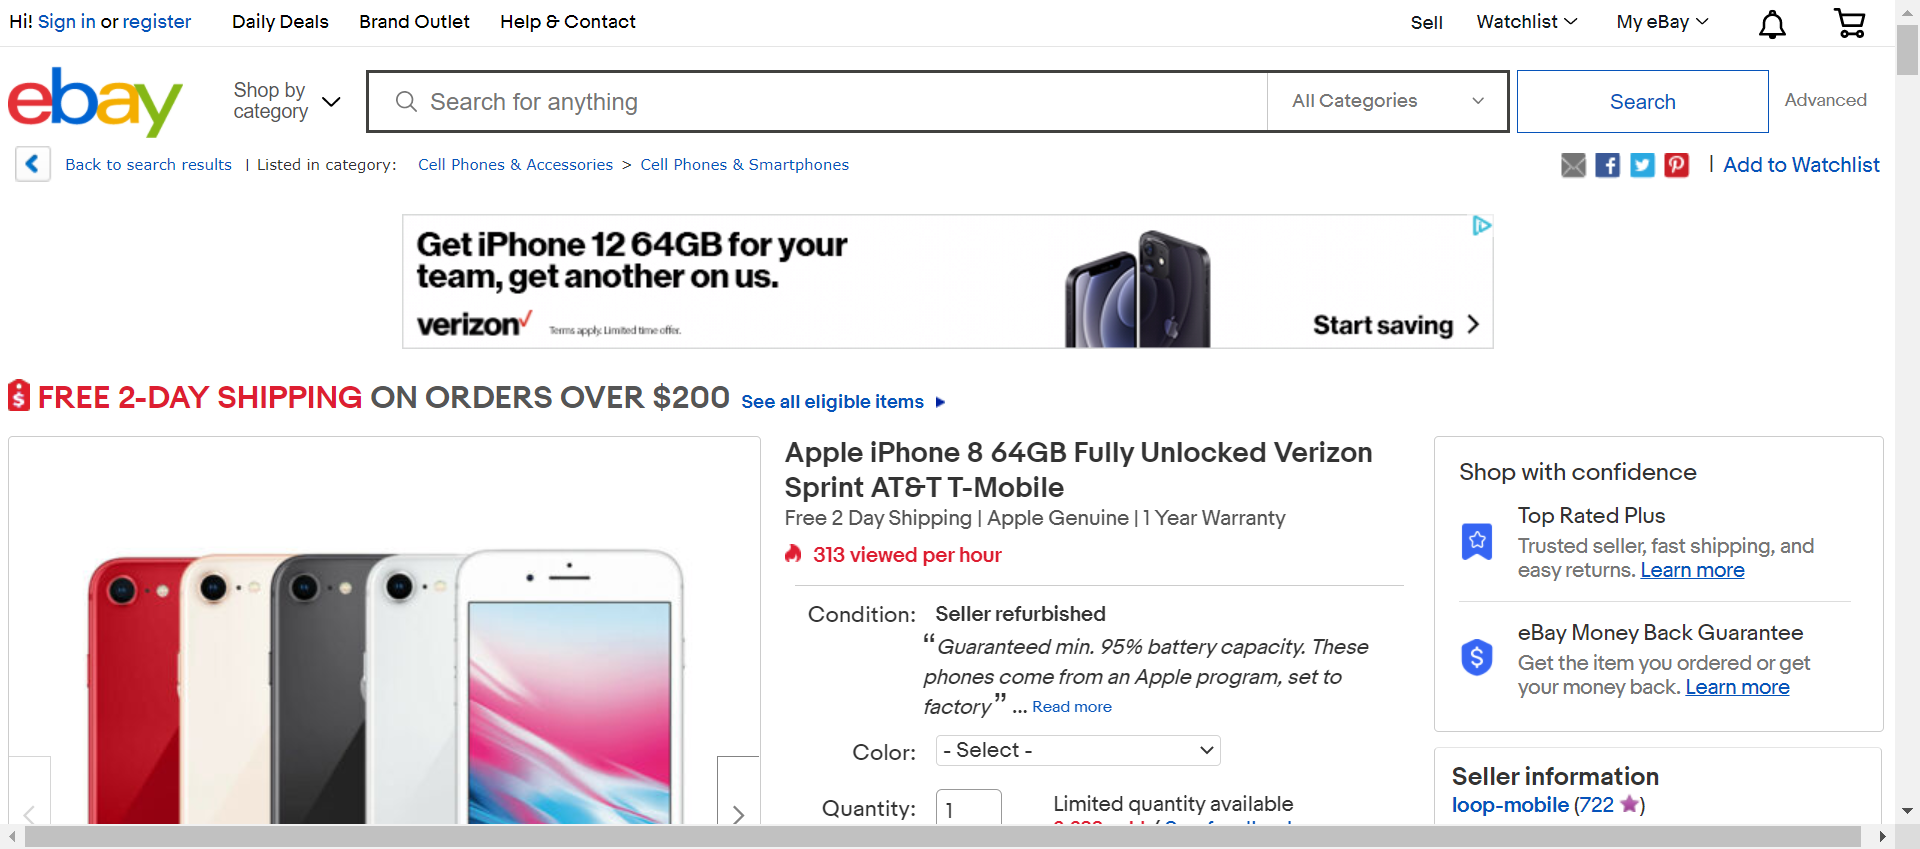 Hi! Sign in or register Daily Deals Brand Outlet Help & Contact Sell Watchlist My eBay
ebay
Shop by category
Search for anything
All Categories
Search
Advanced
Back to search results | Listed in category: Cell Phones & Accessories > Cell Phones & Smartphones
| Add to Watchlist
Get iPhone 12 64GB for your
team, get another on us.
verizon
Terms apply. Limited time offer.
Start saving
FREE 2-DAY SHIPPING ON ORDERS OVER $200 See all eligible items
Apple iPhone 8 64GB Fully Unlocked Verizon
Sprint AT&T T-Mobile
Free 2 Day Shipping | Apple Genuine | 1 Year Warranty
313 viewed per hour
Condition: Seller refurbished
“Guaranteed min. 95% battery capacity. These
phones come from an Apple program, set to
factory” ... Read more
Color: - Select -
Quantity: 1 Limited quantity available
Shop with confidence
Top Rated Plus
Trusted seller, fast shipping, and
easy returns. Learn more
eBay Money Back Guarantee
Get the item you ordered or get
your money back. Learn more
Seller information
loop-mobile (722)